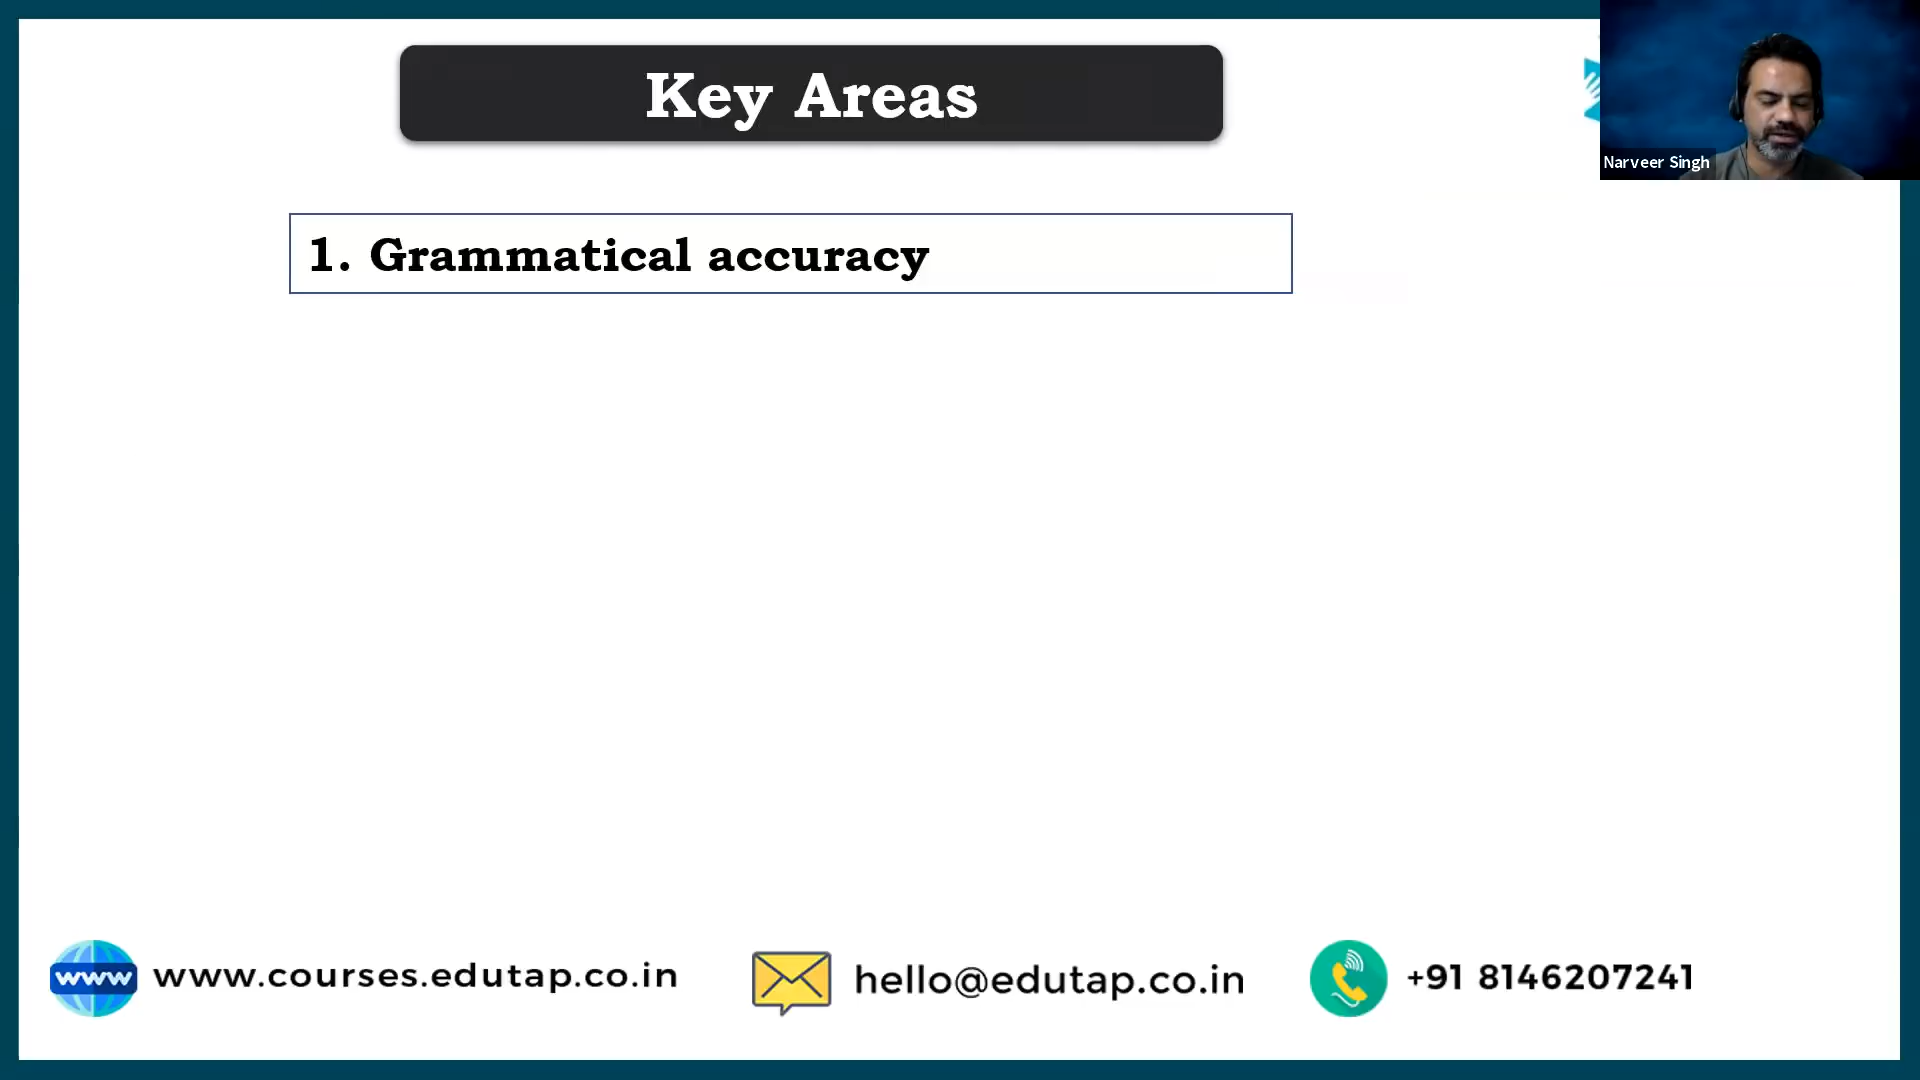 Key Areas
Narveer Singh
1. Grammatical accuracy
www www.courses.edutap.co.in
hello@edutap.co.in
+91 8146207241